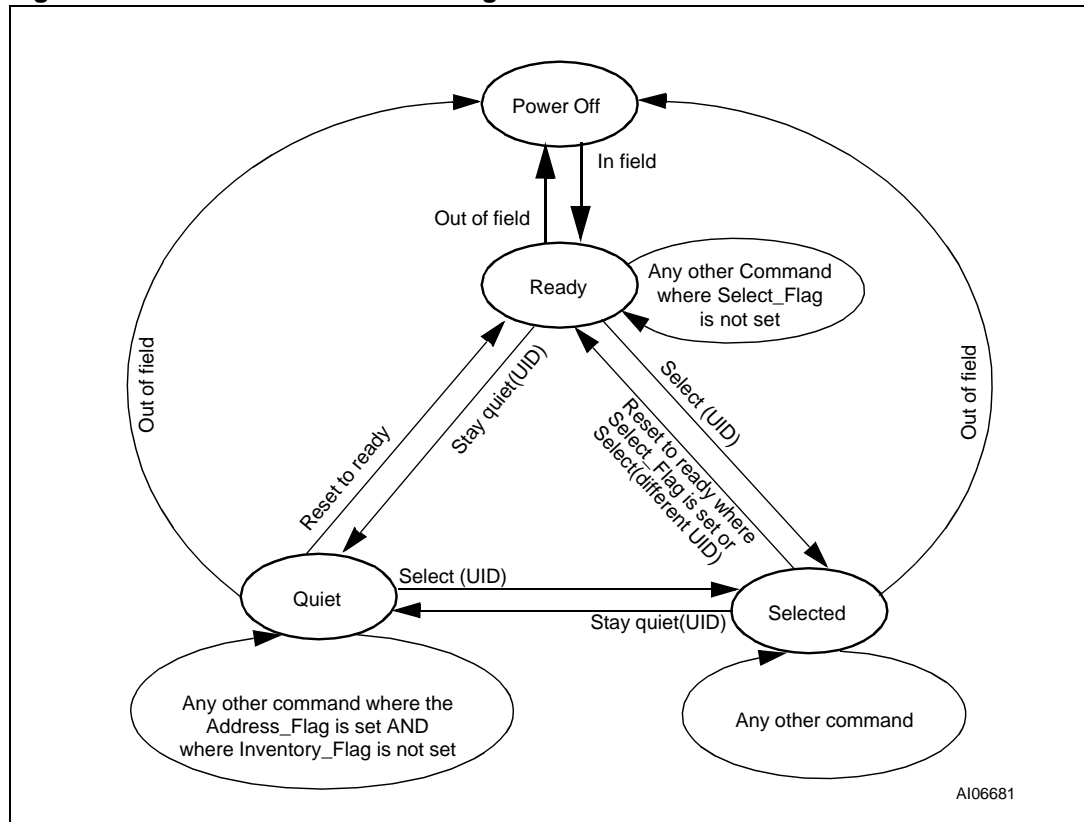 Power Off
In field
Out of field
Ready
Any other Command
where Select_Flag
is not set
Out of field
Out of field
Reset to ready
Stay quiet(UID)
Select (UID)
Reset to ready where
Select_Flag is set or
Select(different UID)
Quiet
Select (UID)
Stay quiet(UID)
Selected
Any other command where the
Address_Flag is set AND
where Inventory_Flag is not set
Any other command
AI06681